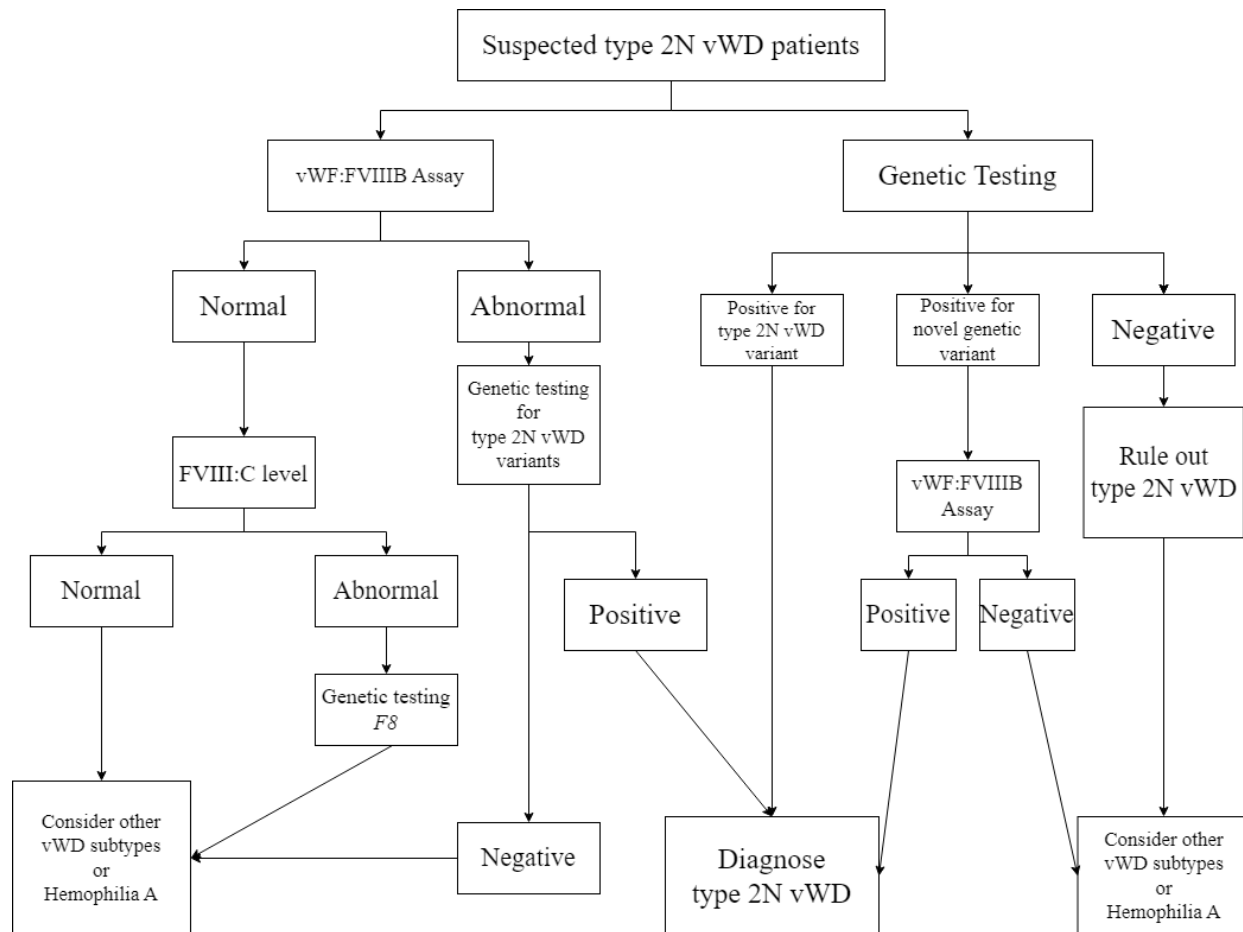 Suspected type 2N vWD patients
vWF:FVIIIB Assay
Genetic Testing
Normal
Abnormal
Positive for
type 2N vWD
variant
Positive for
novel genetic
variant
Negative
Genetic testing
for
type 2N vWD
variants
FVIII:C level
vWF:FVIIIB
Assay
Rule out
type 2N vWD
Normal
Abnormal
Positive
Positive
Negative
Genetic testing
F8
Consider other
vWD subtypes
or
Hemophilia A
Negative
Diagnose
type 2N vWD
Consider other
vWD subtypes
or
Hemophilia A